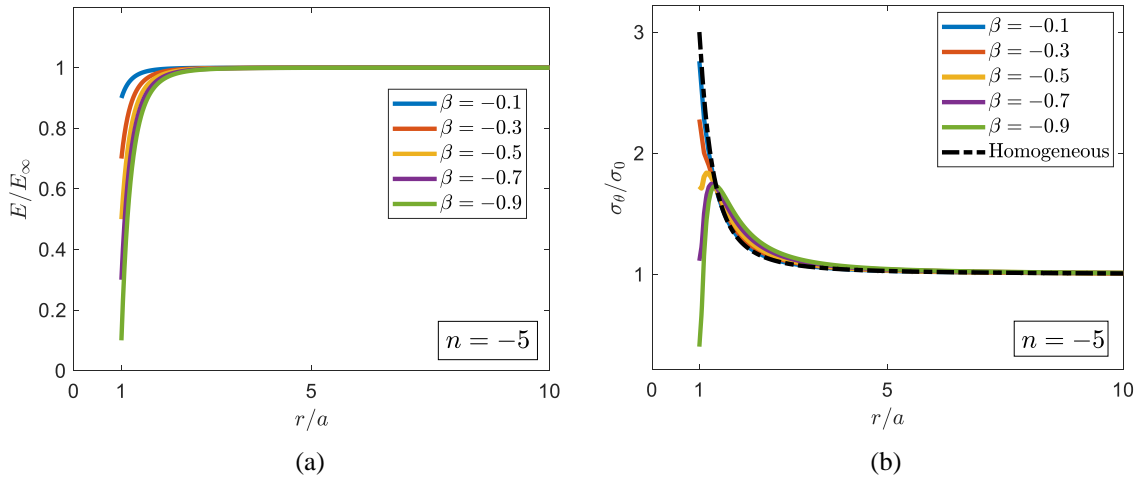 E/E∞
1
0.8
0.6
0.4
0.2
0
0 1 5 10
r/a
β = −0.1
β = −0.3
β = −0.5
β = −0.7
β = −0.9
n = −5
(a)
σθ/σ0
3
2
1
0 1 5 10
r/a
β = −0.1
β = −0.3
β = −0.5
β = −0.7
β = −0.9
Homogeneous
n = −5
(b)